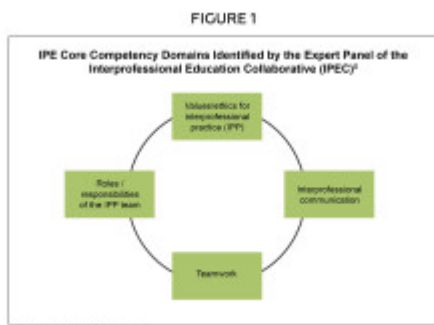 FIGURE 1
IPE Core Competency Domains Identified by the Expert Panel of the
Interprofessional Education Collaborative (IPEC)
Values/ethics for
interprofessional
practice (IPP)
Roles /
responsibilities
of the IPP team
Interprofessional
communication
Teamwork